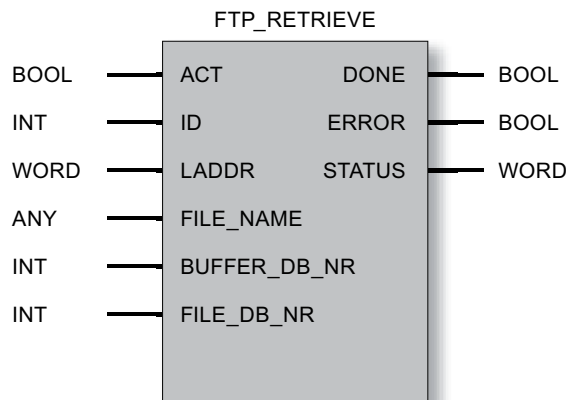 FTP_RETRIEVE
BOOL ACT DONE BOOL
INT ID ERROR BOOL
WORD LADDR STATUS WORD
ANY FILE_NAME
INT BUFFER_DB_NR
INT FILE_DB_NR